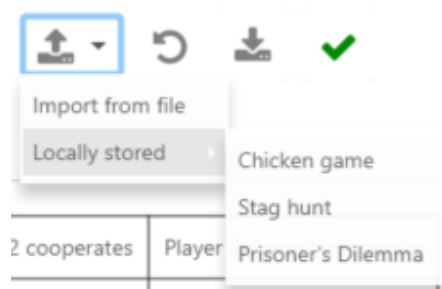 Import from file
Locally stored
Chicken game
Stag hunt
Prisoner's Dilemma
2 cooperates
Player